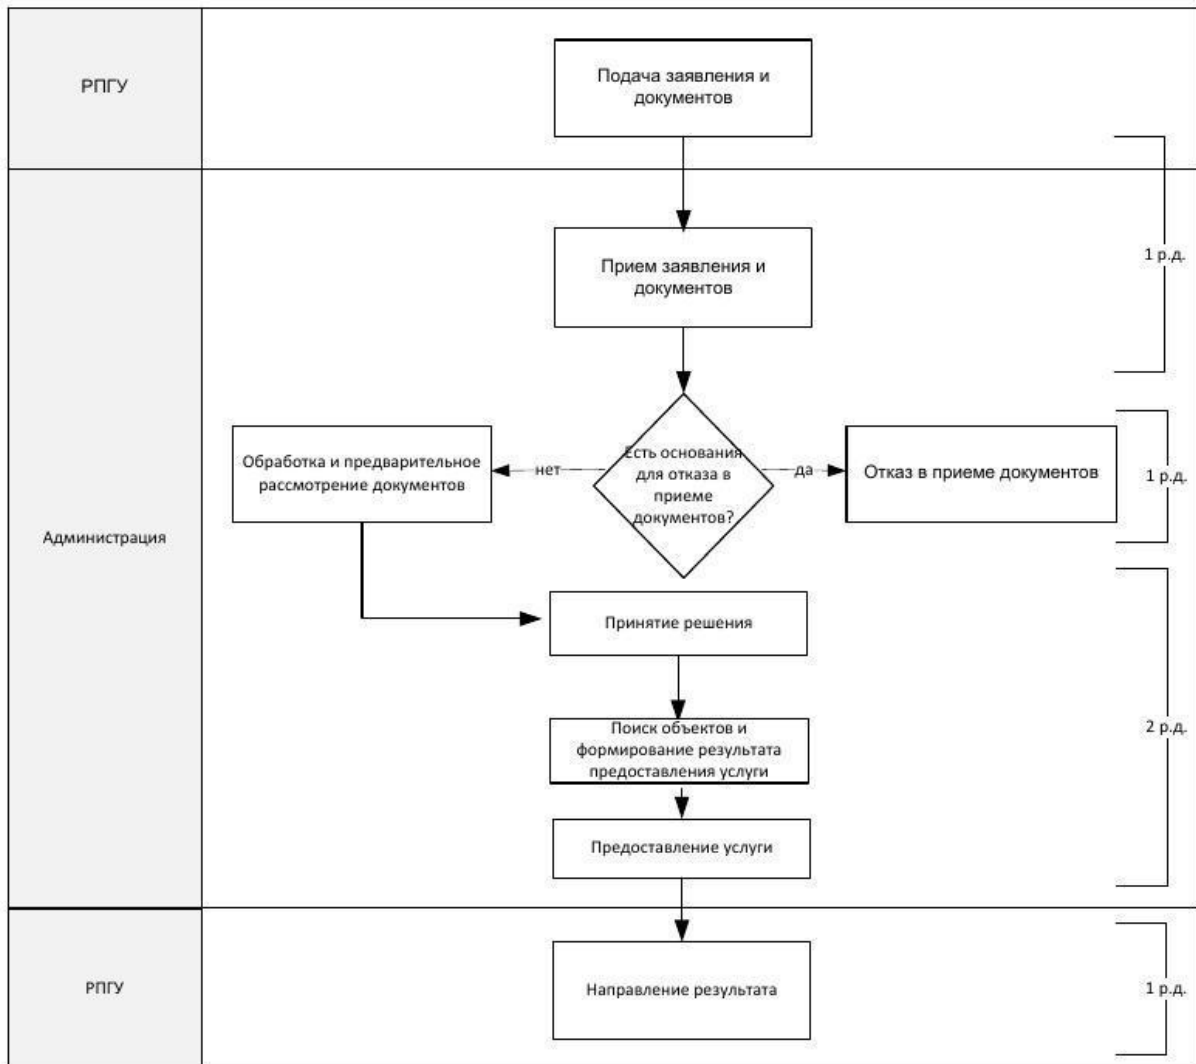 РПГУ
Подача заявления и
документов
Прием заявления и
документов
1 р.д.
Администрация
Обработка и предварительное
рассмотрение документов
нет
Есть основания
для отказа в
приеме
документов?
да
Отказ в приеме документов
1 р.д.
Принятие решения
Поиск объектов и
формирование результата
предоставления услуги
2 р.д.
Предоставление услуги
РПГУ
Направление результата
1 р.д.